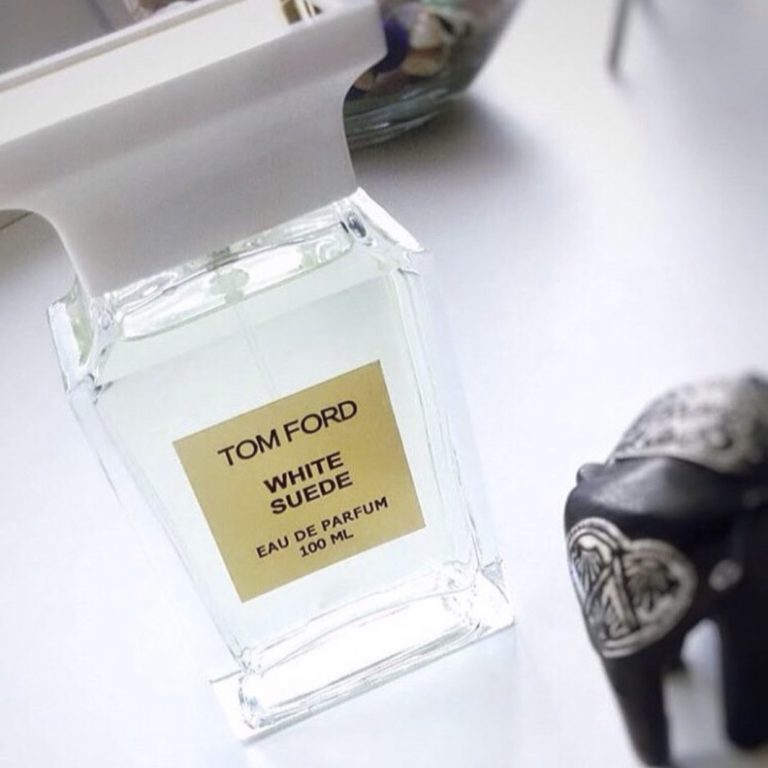 TOM FORD
WHITE
SUEDE
EAU DE PARFUM
100 ML